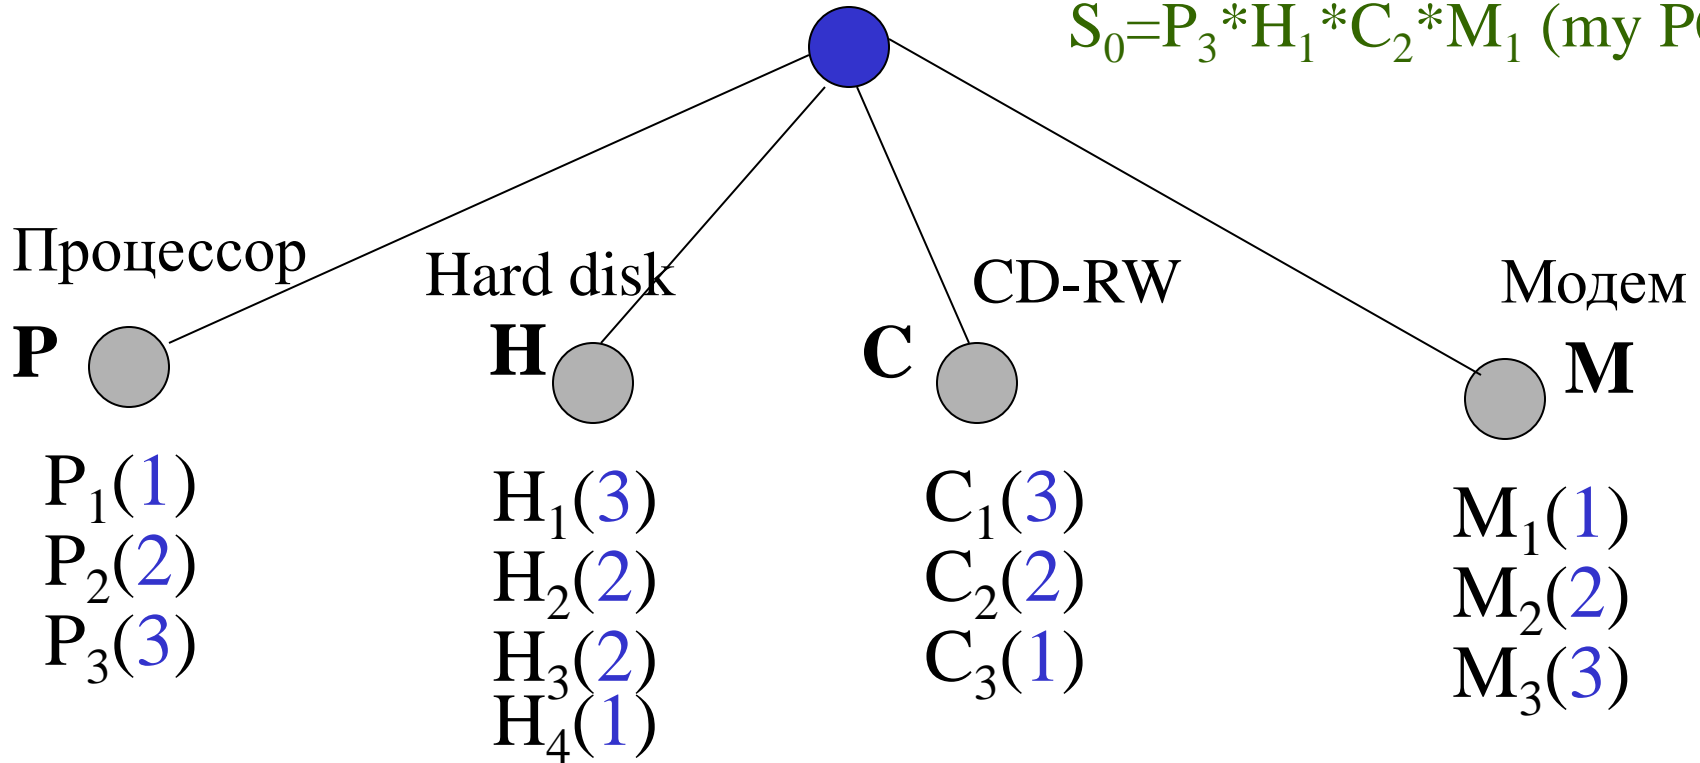 S₀=P₃*H₁*C₂*M₁ (my P
Процессор
Hard disk
CD-RW
Модем
P
H
C
M
P₁(1)
P₂(2)
P₃(3)
H₁(3)
H₂(2)
H₃(2)
H₄(1)
C₁(3)
C₂(2)
C₃(1)
M₁(1)
M₂(2)
M₃(3)